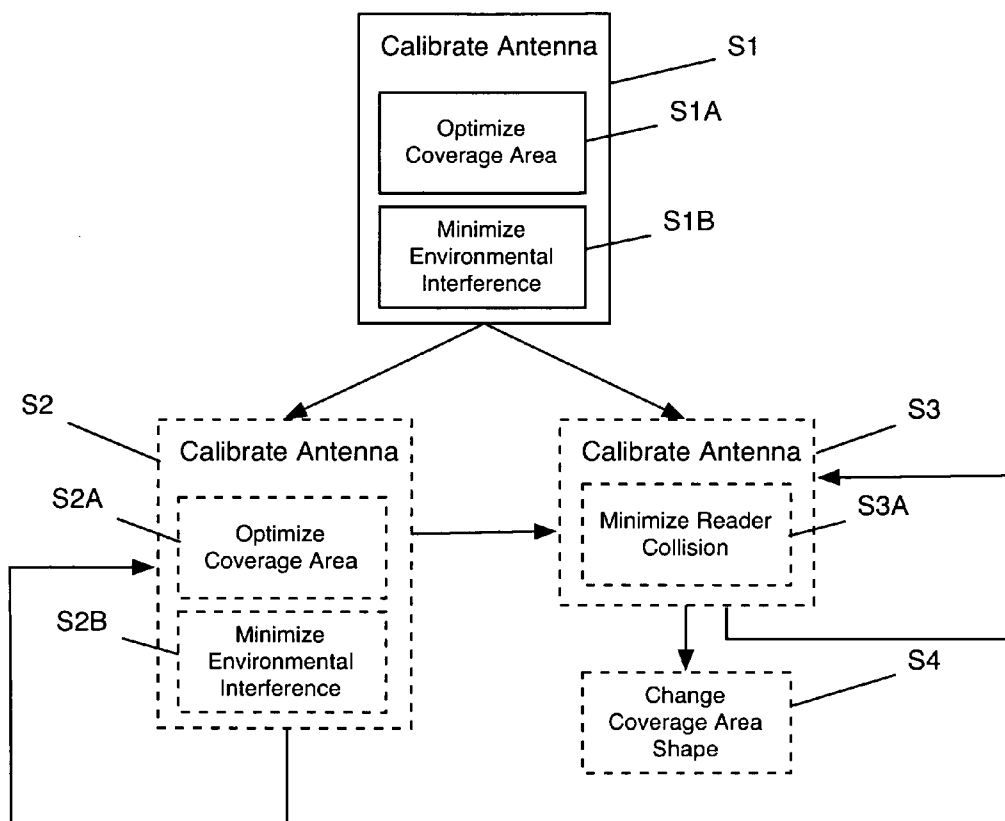 Calibrate Antenna
S1
Optimize
Coverage Area
S1A
Minimize
Environmental
Interference
S1B
S2
Calibrate Antenna
S2A
Optimize
Coverage Area
S2B
Minimize
Environmental
Interference
S3
Calibrate Antenna
S3A
Minimize Reader
Collision
S4
Change
Coverage Area
Shape